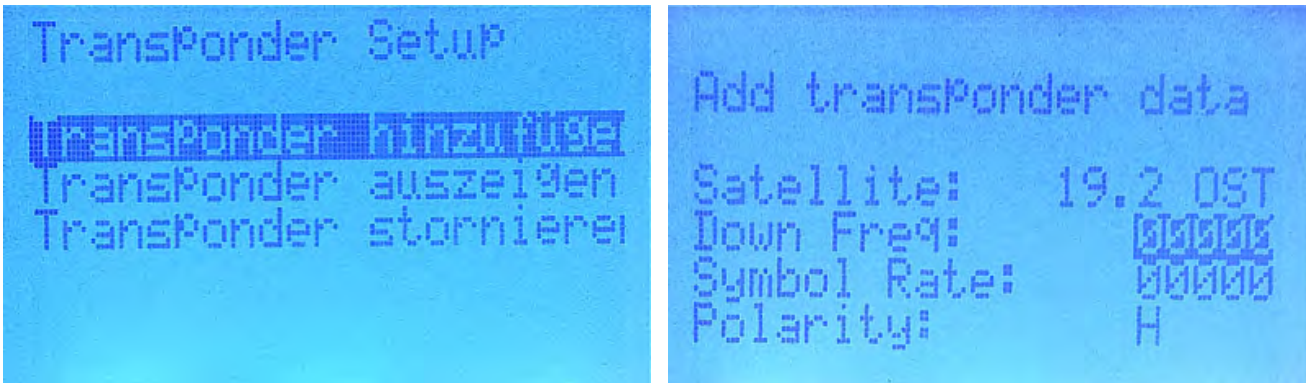 Transponder Setup
Transponder hinzufüge
Transponder auszeigen
Transponder stornierer
Add transponder data
Satellite: 19.2 OST
Down Freq: 00000
Symbol Rate: 00000
Polarity: H